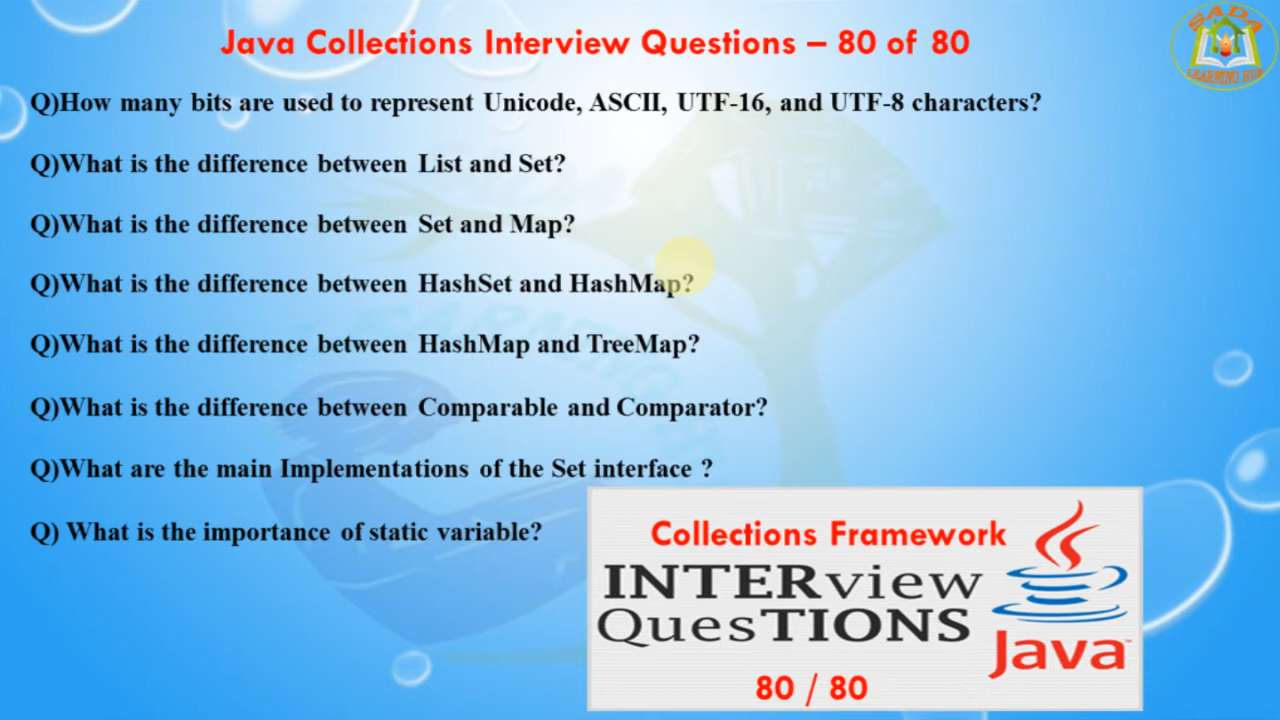 Java Collections Interview Questions – 80 of 80
SADA
LEARNING HUB
Q)How many bits are used to represent Unicode, ASCII, UTF-16, and UTF-8 characters?
Q)What is the difference between List and Set?
Q)What is the difference between Set and Map?
Q)What is the difference between HashSet and HashMap?
Q)What is the difference between HashMap and TreeMap?
Q)What is the difference between Comparable and Comparator?
Q)What are the main Implementations of the Set interface ?
Q) What is the importance of static variable?
Collections Framework
INTERview
QuesTIONS
Java™
80 / 80